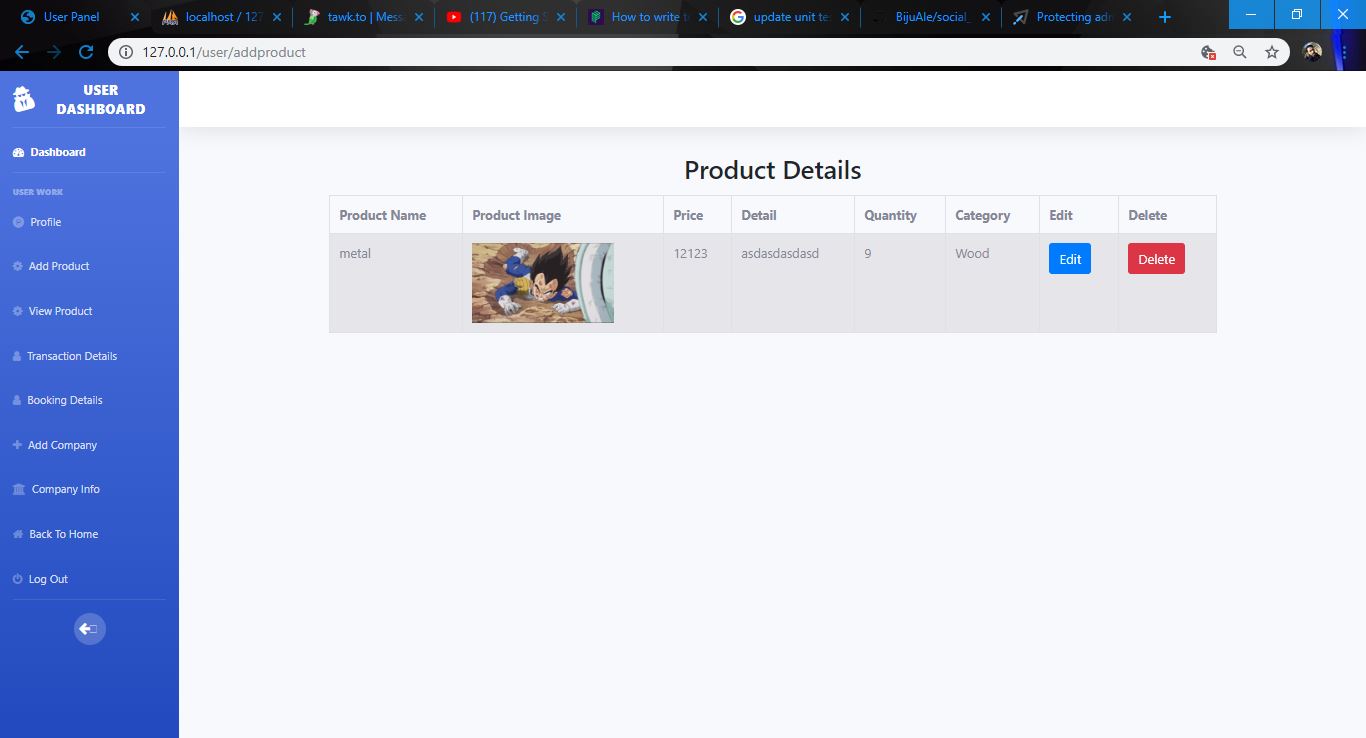 User Panel
localhost / 127
tawk.to | Mess
(117) Getting S
How to write t
update unit te
BijuAle/social_
Protecting adm
127.0.0.1/user/addproduct
USER
DASHBOARD
Dashboard
USER WORK
Profile
Add Product
View Product
Transaction Details
Booking Details
Add Company
Company Info
Back To Home
Log Out
Product Details
Product Name Product Image Price Detail Quantity Category Edit Delete
metal 12123 asdasdasdasd 9 Wood Edit Delete